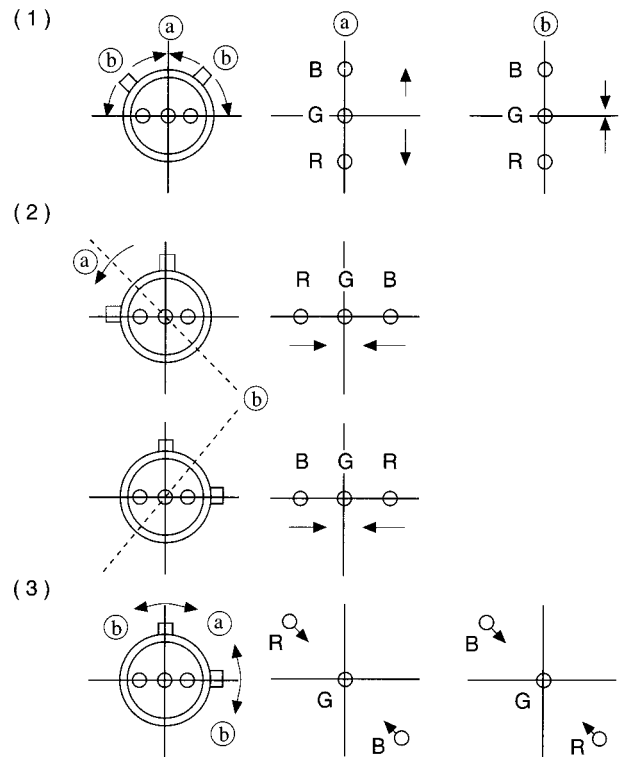 (1)
ⓐ ⓐ ⓑ
ⓑ ⓑ
B B
G G
R R
(2)
ⓐ
R G B
ⓑ
B G R
(3)
ⓑ ⓐ
R B
G G
ⓑ
B R